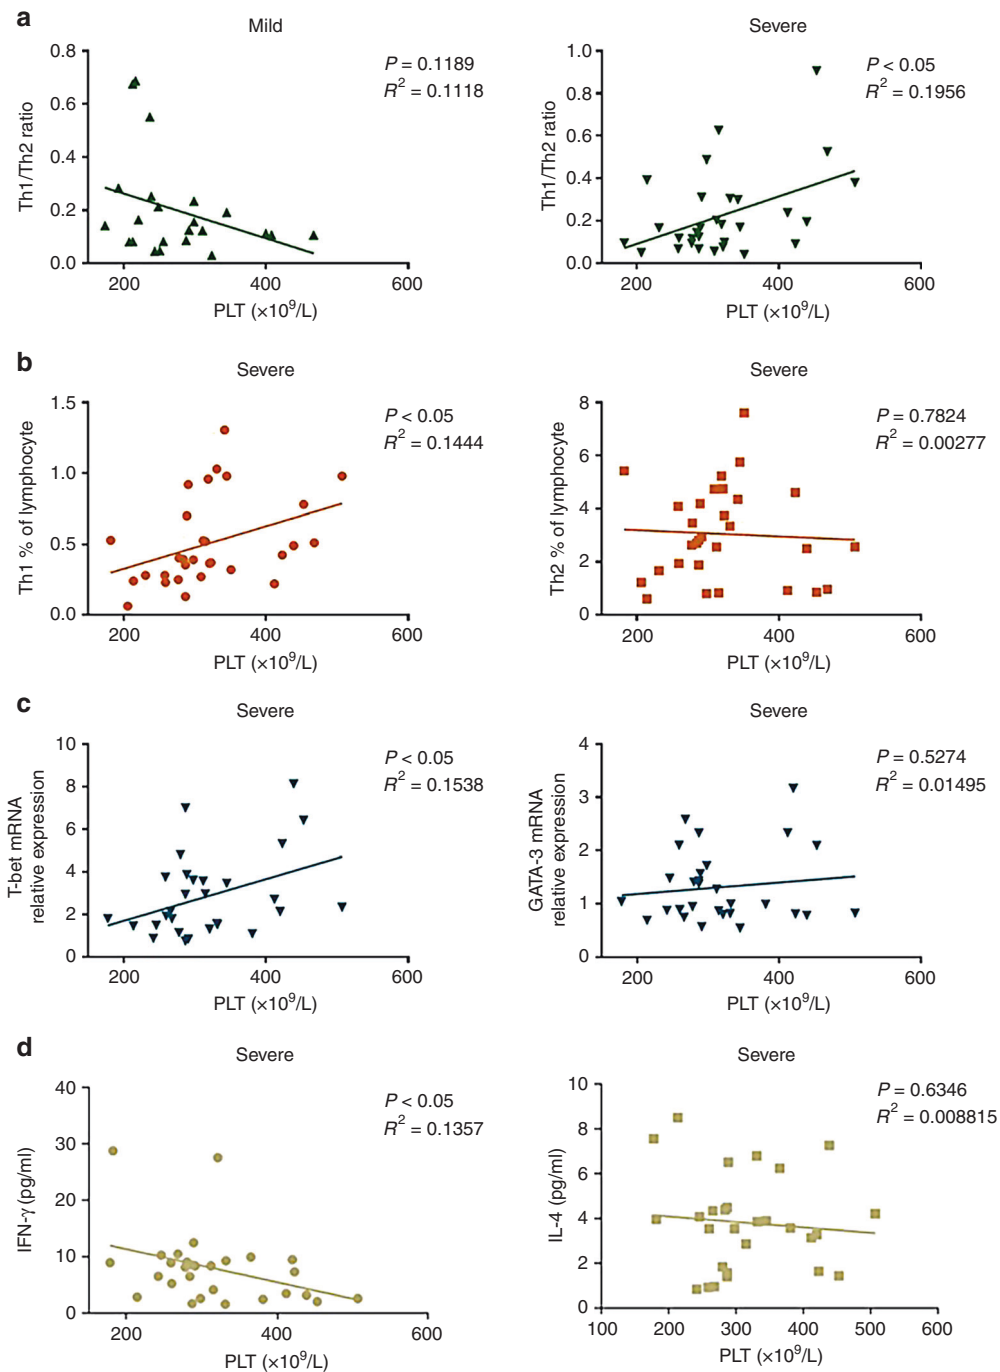 a
Mild
P = 0.1189
R² = 0.1118
Th1/Th2 ratio
0.8
0.6
0.4
0.2
0.0
200
400
600
PLT (×10⁹/L)
Severe
P < 0.05
R² = 0.1956
Th1/Th2 ratio
1.0
0.8
0.6
0.4
0.2
0.0
200
400
600
PLT (×10⁹/L)
b
Severe
P < 0.05
R² = 0.1444
Th1 % of lymphocyte
1.5
1.0
0.5
0.0
200
400
600
PLT (×10⁹/L)
Severe
P = 0.7824
R² = 0.00277
Th2 % of lymphocyte
8
6
4
2
0
200
400
600
PLT (×10⁹/L)
c
Severe
P < 0.05
R² = 0.1538
T-bet mRNA
relative expression
10
8
6
4
2
0
200
400
600
PLT (×10⁹/L)
Severe
P = 0.5274
R² = 0.01495
GATA-3 mRNA
relative expression
4
3
2
1
0
200
400
600
PLT (×10⁹/L)
d
Severe
P < 0.05
R² = 0.1357
IFN-γ (pg/ml)
40
30
20
10
0
200
400
600
PLT (×10⁹/L)
Severe
P = 0.6346
R² = 0.008815
IL-4 (pg/ml)
10
8
6
4
2
0
100
200
300
400
500
600
PLT (×10⁹/L)